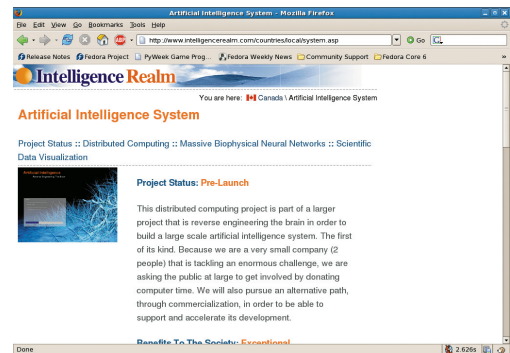 Artificial Intelligence System - Mozilla Firefox
File Edit View Go Bookmarks Tools Help
http://www.intelligencerealm.com/countries/local/system.asp Go
Release Notes Fedora Project PyWeek Game Prog... Fedora Weekly News Community Support Fedora Core 6 »
Intelligence Realm
You are here: Canada \ Artificial Intelligence System
Artificial Intelligence System
Project Status :: Distributed Computing :: Massive Biophysical Neural Networks :: Scientific
Data Visualization
Artificial Intelligence
Project Status: Pre-Launch
This distributed computing project is part of a larger
project that is reverse engineering the brain in order to
build a large scale artificial intelligence system. The first
of its kind. Because we are a very small company (2
people) that is tackling an enormous challenge, we are
asking the public at large to get involved by donating
computer time. We will also pursue an alternative path,
through commercialization, in order to be able to
support and accelerate its development.
Benefits To The Society: Exceptional
Done 2.626s